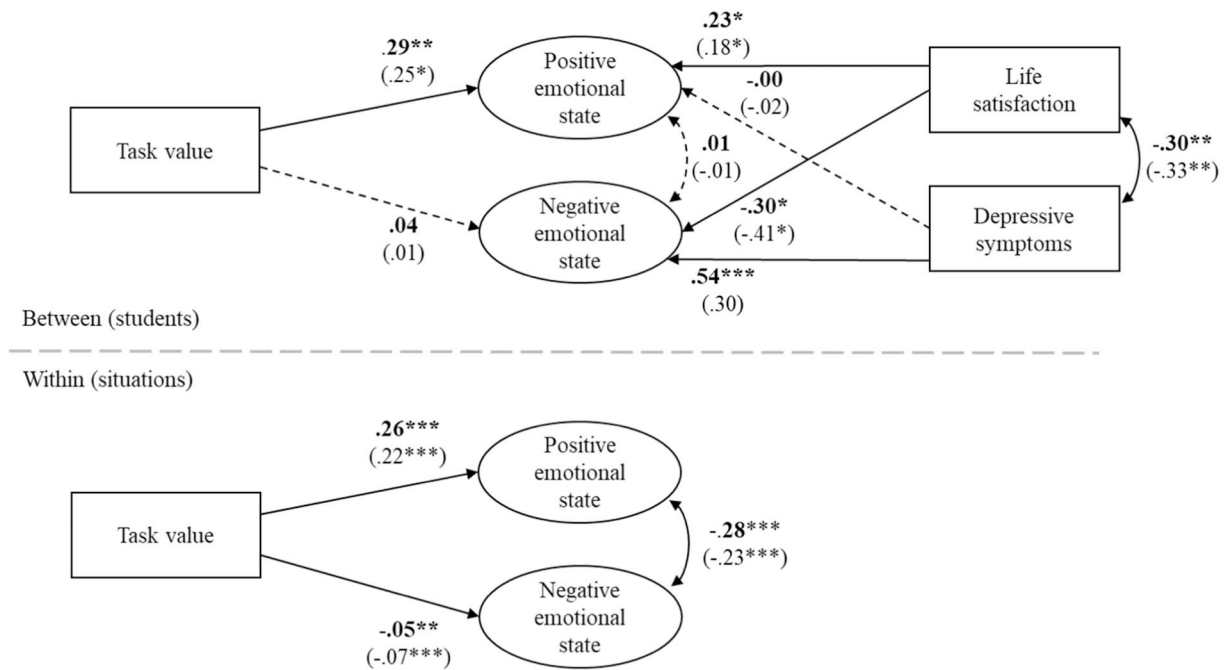 .29**
(.25*)
.23*
(.18*)
Positive
emotional
state
-.00
(-.02)
Life
satisfaction
Task value
.01
(-.01)
-.30**
(-.33**)
Negative
emotional
state
.04
(.01)
-.30*
(-.41*)
Depressive
symptoms
.54***
(.30)
Between (students)
Within (situations)
.26***
(.22***)
Positive
emotional
state
Task value
-.28***
(-.23***)
Negative
emotional
state
-.05**
(-.07***)